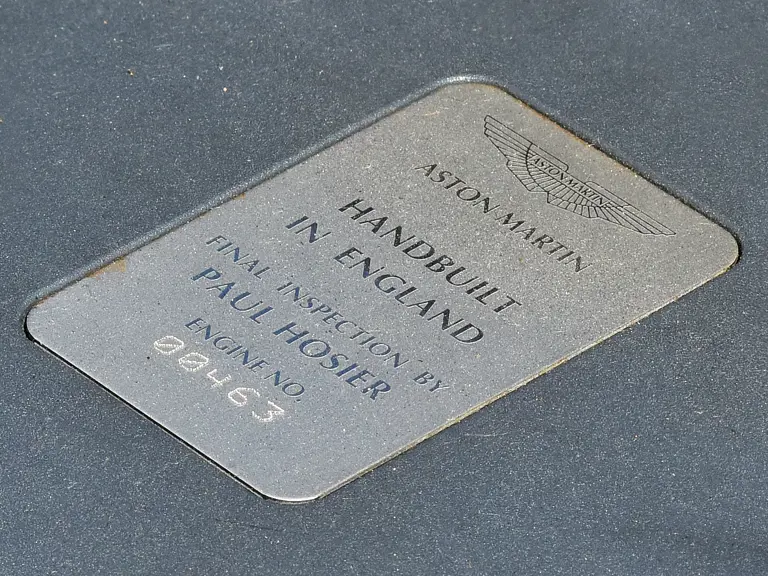 ASTON MARTIN
ASTON MARTIN
HANDBUILT
IN ENGLAND
FINAL INSPECTION BY
PAUL HOSIER
ENGINE NO.
00463